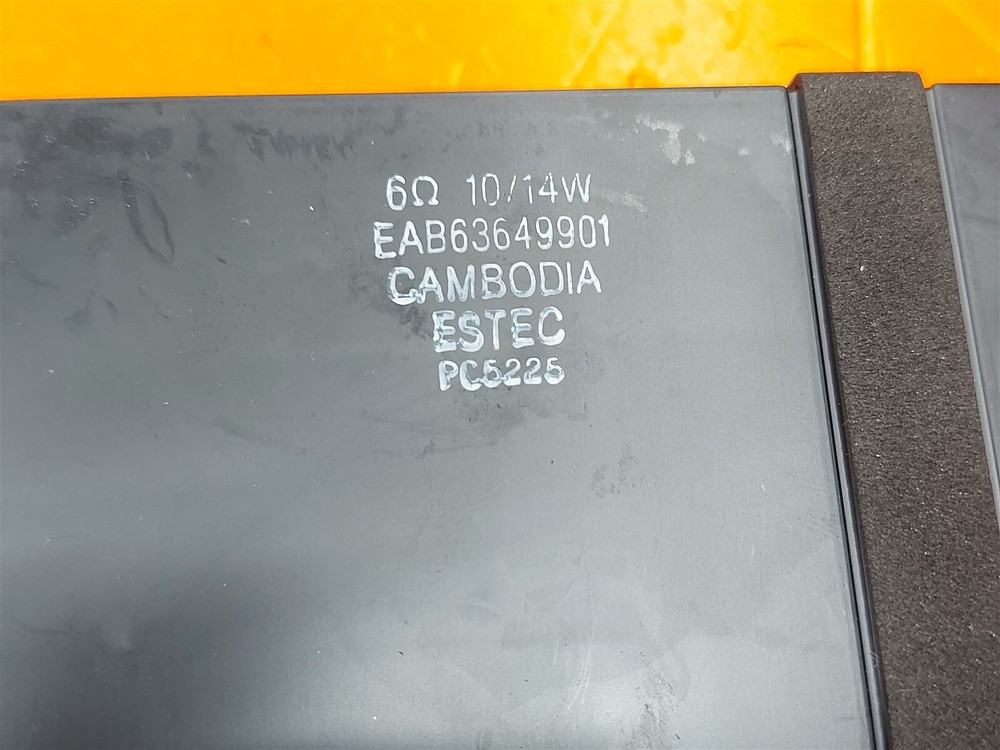 6Ω 10/14W
EAB63649901
CAMBODIA
ESTEC
PC5225